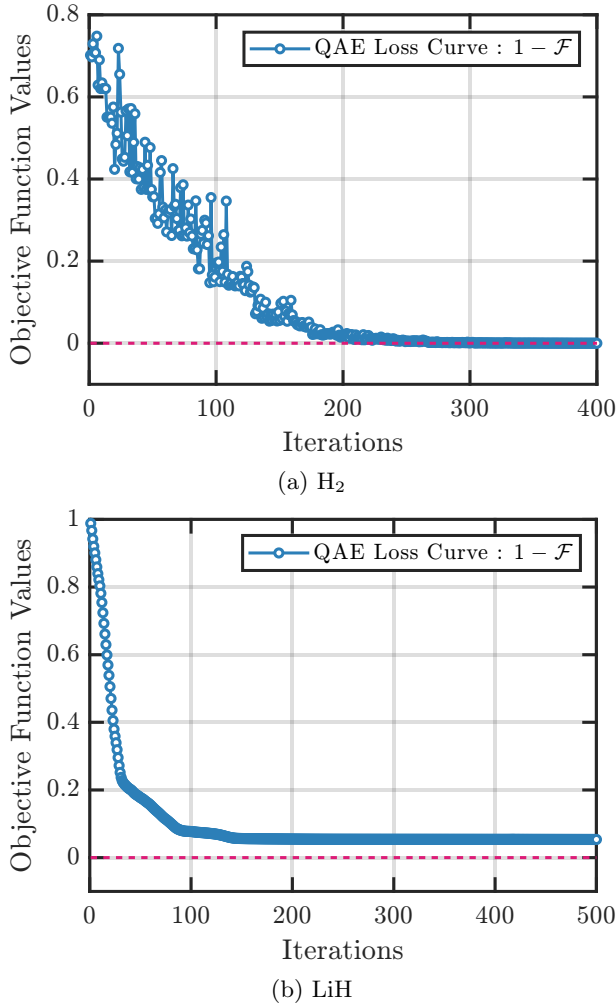 0.8
QAE Loss Curve : 1 − ℱ
0.6
0.4
0.2
0
Objective Function Values
0 100 200 300 400
Iterations
(a) H₂
1
QAE Loss Curve : 1 − ℱ
0.8
0.6
0.4
0.2
0
Objective Function Values
0 100 200 300 400 500
Iterations
(b) LiH